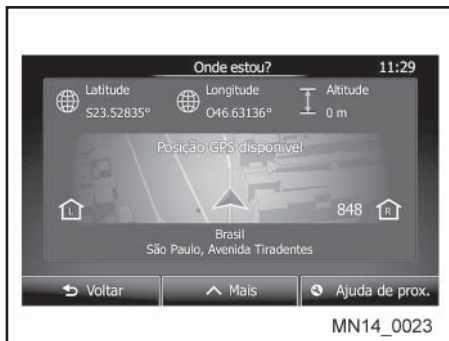 Onde estou? 11:29
Latitude Longitude Altitude
S23.52835° O46.63136° 0 m
Posição GPS disponível
L 848 R
Brasil
São Paulo, Avenida Tiradentes
Voltar Mais Ajuda de prox.
MN14_0023